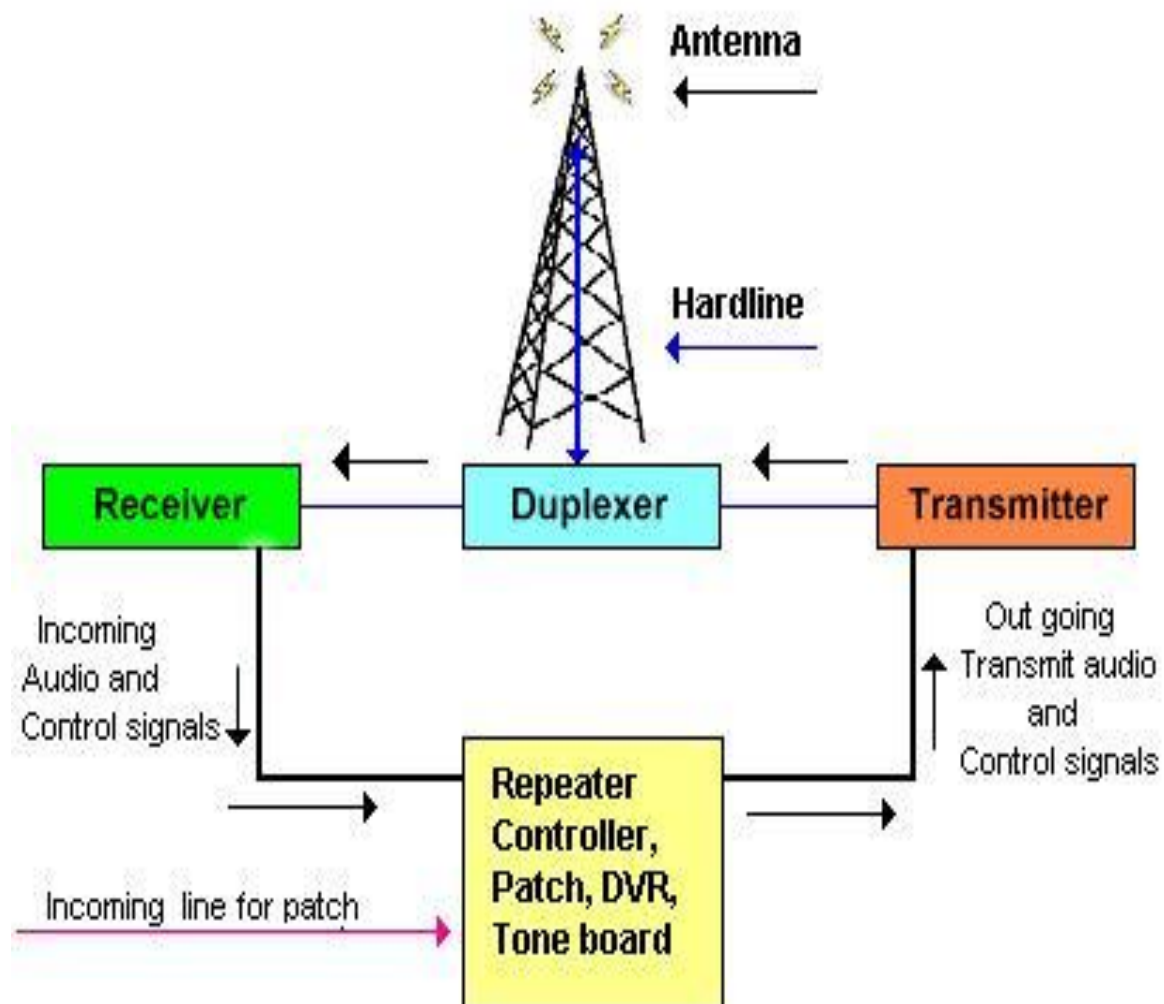 Antenna
Hardline
Receiver
Duplexer
Transmitter
Incoming
Audio and
Control signals
Out going
Transmit audio
and
Control signals
Repeater
Controller,
Patch, DVR,
Tone board
Incoming line for patch